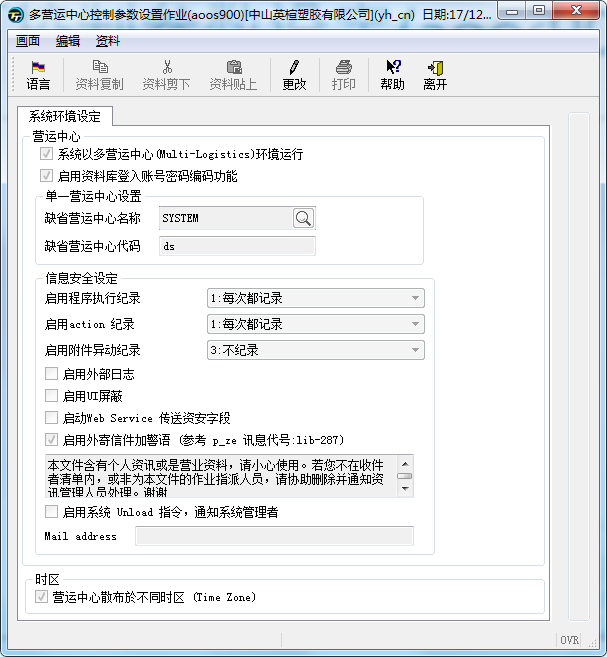 多营运中心控制参数设置作业(aoos900)[中山英楦塑胶有限公司](yh_cn) 日期:17/12...
画面 编辑 资料
语言 资料复制 资料剪下 资料贴上 更改 打印 帮助 离开
系统环境设定
营运中心
系统以多营运中心(Multi-Logistics)环境运行
启用资料库登入账号密码编码功能
单一营运中心设置
缺省营运中心名称 SYSTEM
缺省营运中心代码 ds
信息安全设定
启用程序执行纪录 1:每次都记录
启用action 纪录 1:每次都记录
启用附件异动纪录 3:不纪录
启用外部日志
启用UI屏蔽
启动Web Service 传送资安字段
启用外寄信件加警语 (参考 p_ze 讯息代号:lib-287)
本文件含有个人资讯或是营业资料，请小心使用。若您不在收件
者清单内，或非为本文件的作业指派人员，请协助删除并通知资
讯管理人员处理。谢谢
启用系统 Unload 指令，通知系统管理者
Mail address
时区
营运中心散布於不同时区 (Time Zone)
OVR